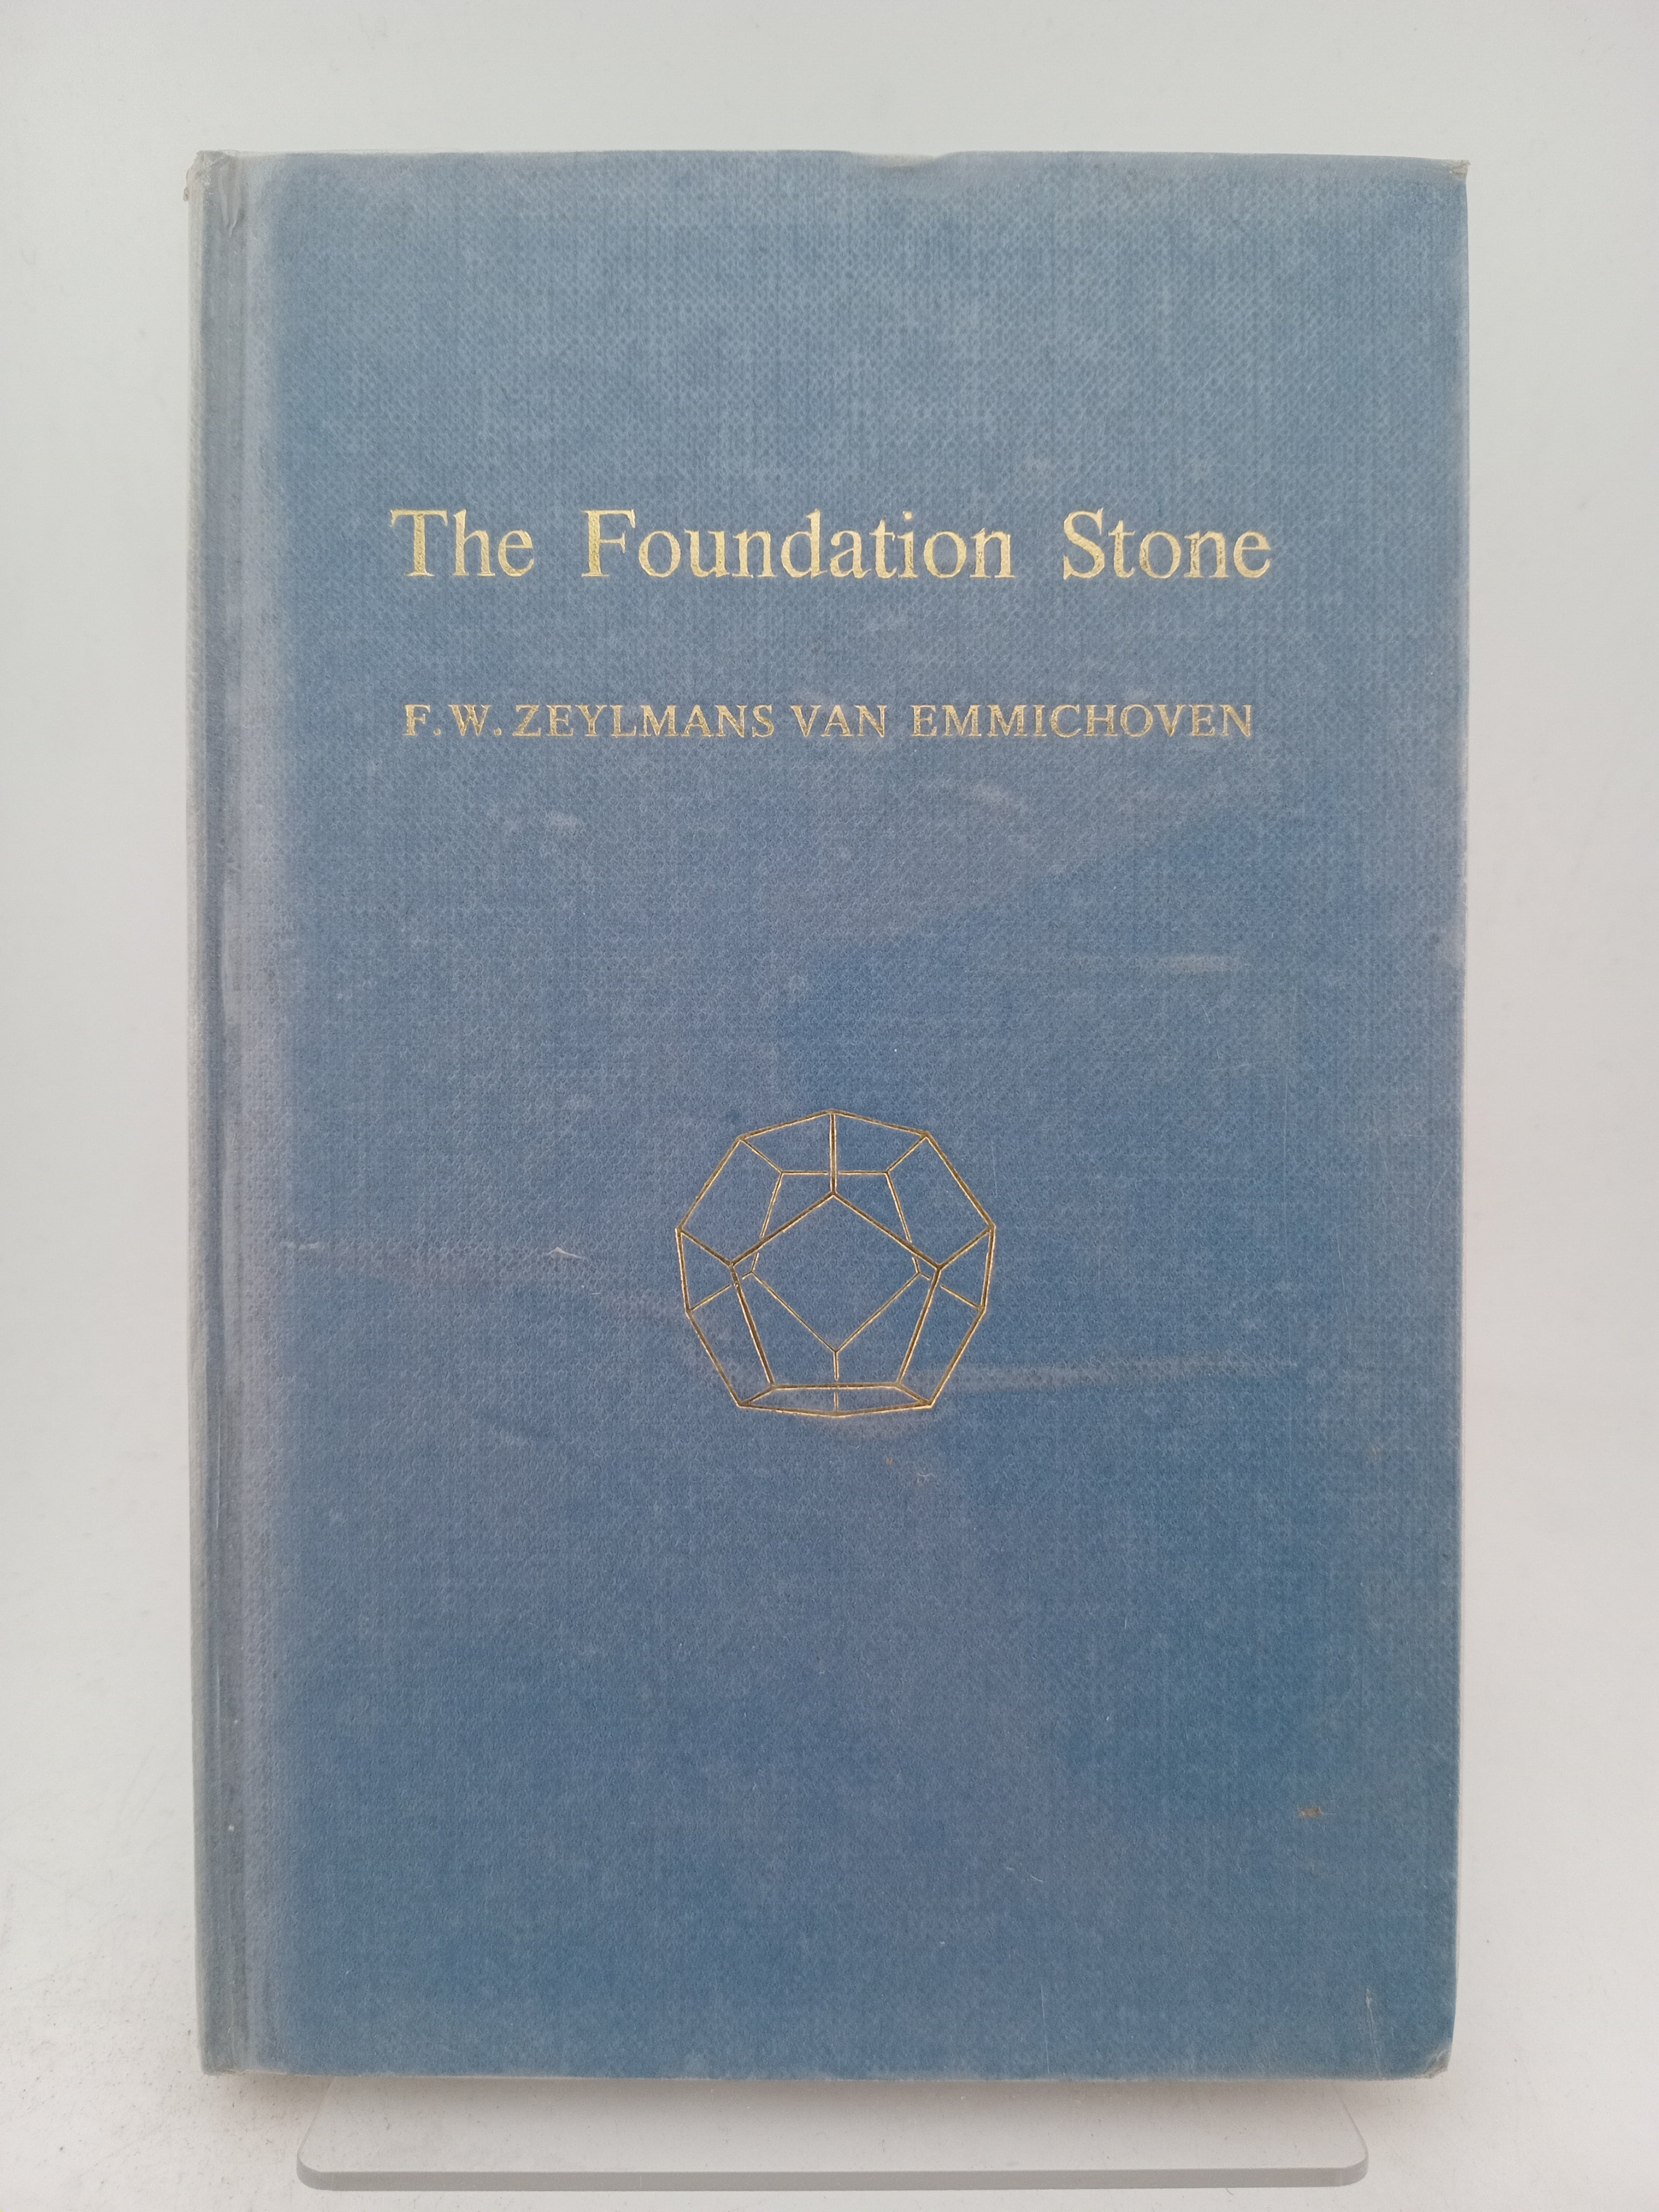 The Foundation Stone
F. W. ZEYLMANS VAN EMMICHOVEN